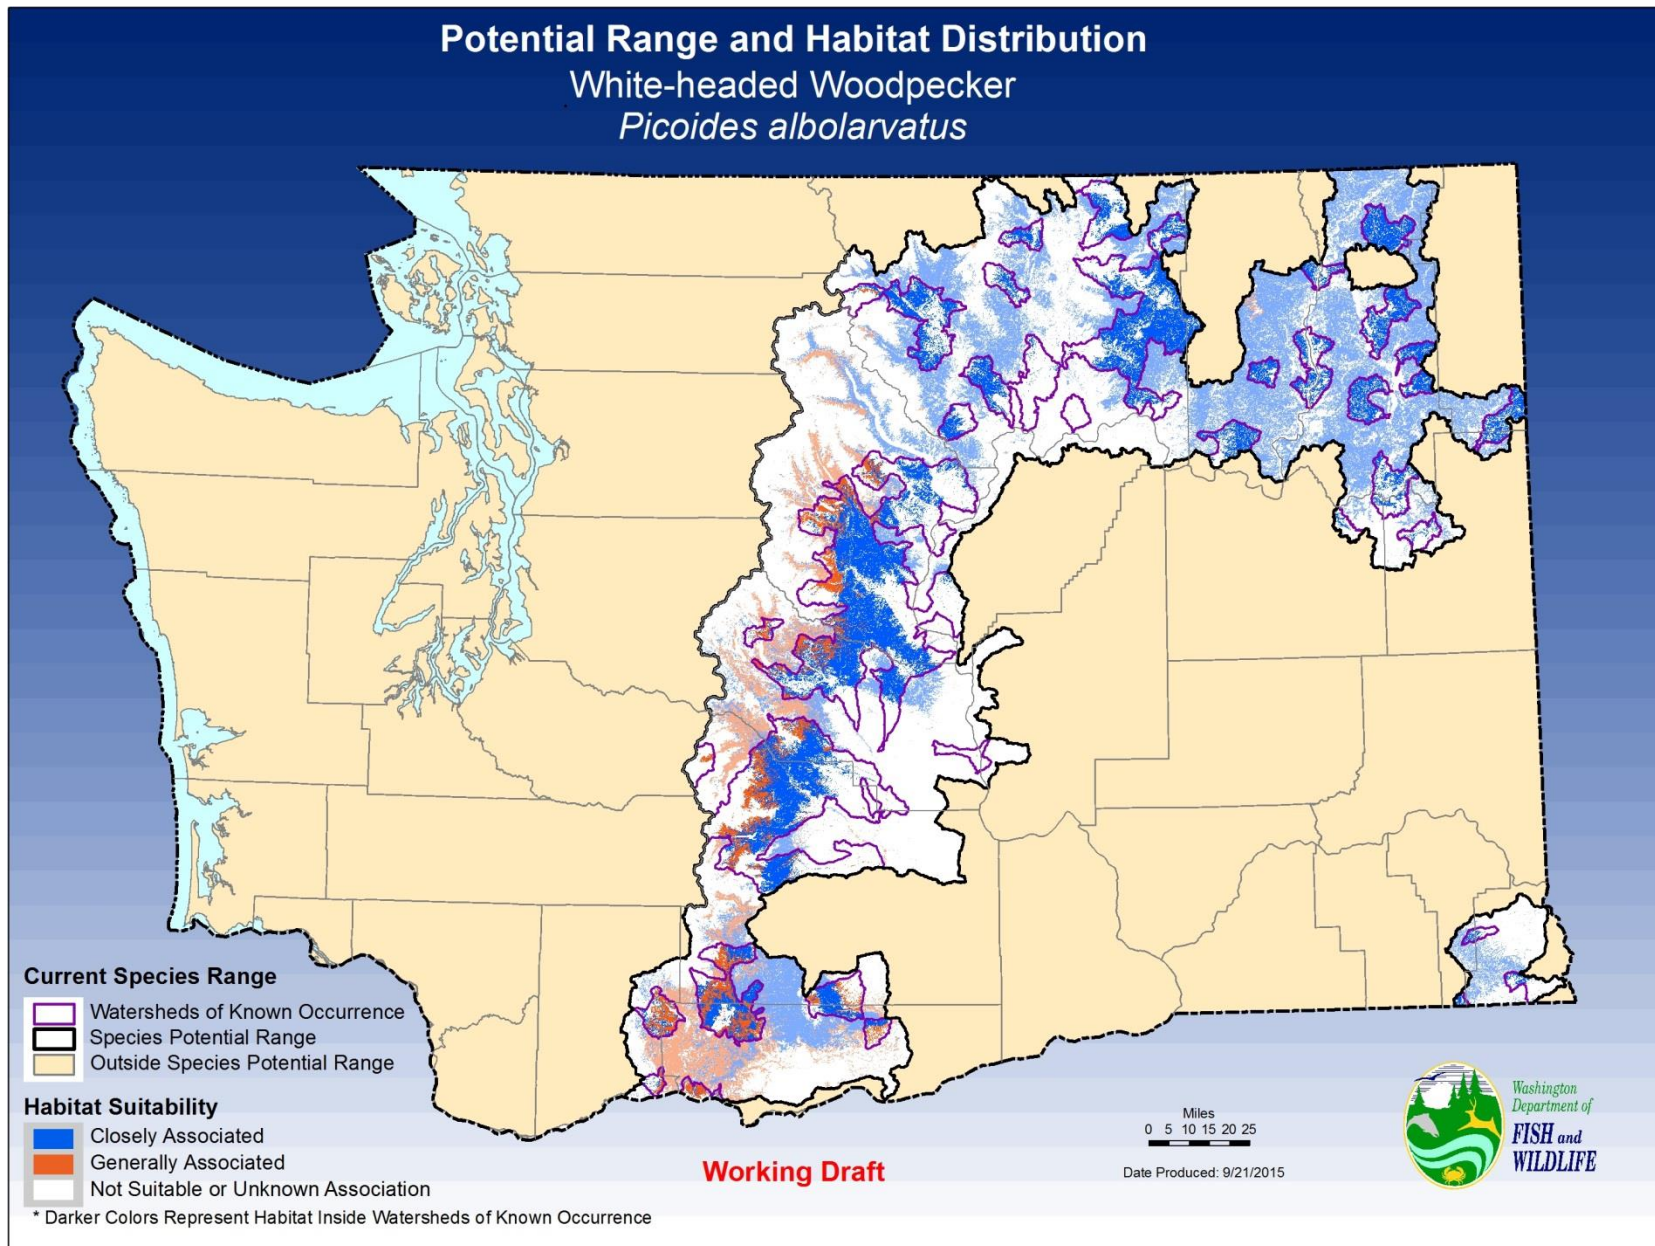 Potential Range and Habitat Distribution
White-headed Woodpecker
Picoides albolarvatus
Current Species Range
Watersheds of Known Occurrence
Species Potential Range
Outside Species Potential Range
Habitat Suitability
Closely Associated
Generally Associated
Not Suitable or Unknown Association
* Darker Colors Represent Habitat Inside Watersheds of Known Occurrence
Working Draft
Miles
0 5 10 15 20 25
Date Produced: 9/21/2015
Washington
Department of
FISH and
WILDLIFE